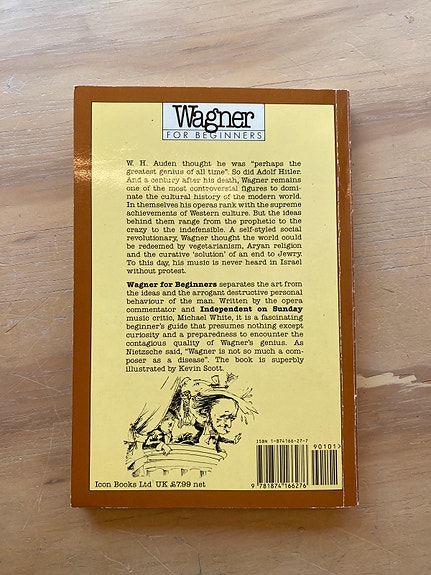 Wagner
FOR BEGINNERS
W. H. Auden thought he was “perhaps the
greatest genius of all time”. So did Adolf Hitler.
And a century after his death, Wagner remains
one of the most controversial figures to domi-
nate the cultural history of the modern world.
In themselves his operas rank with the supreme
achievements of Western culture. But the ideas
behind them range from the prophetic to the
crazy to the indefensible. A self-styled social
revolutionary, Wagner thought the world could
be redeemed by vegetarianism, Aryan religion
and the curative ‘solution’ of an end to Jewry.
To this day, his music is never heard in Israel
without protest.
Wagner for Beginners separates the art from
the ideas and the arrogant destructive personal
behaviour of the man. Written by the opera
commentator and Independent on Sunday
music critic, Michael White, it is a fascinating
beginner's guide that presumes nothing except
curiosity and a preparedness to encounter
the contagious quality of Wagner's genius. As
Nietzsche said, “Wagner is not so much a com-
poser as a disease”. The book is superbly
illustrated by Kevin Scott.
ISBN 1-874166-27-7
90101>
9 781874 166276
Icon Books Ltd UK £7.99 net